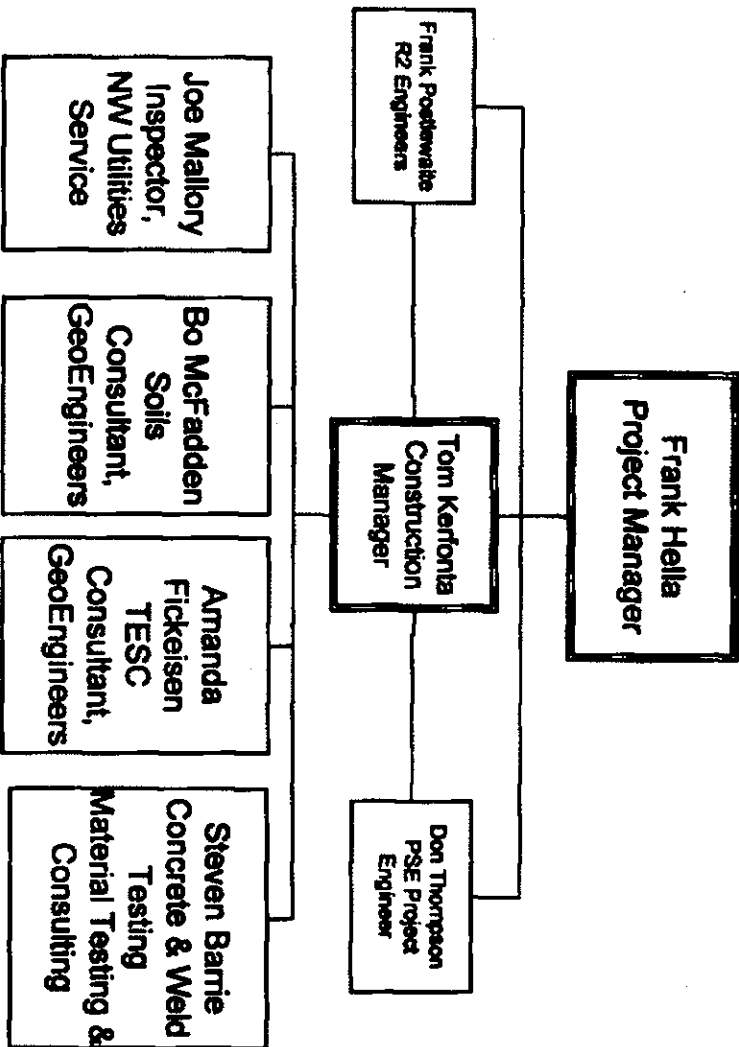 Frank Hella
Project Manager
Frank Postlewaite
R2 Engineers
Tom Kerfonta
Construction
Manager
Don Thompson
PSE Project
Engineer
Joe Mallory
Inspector,
NW Utilities
Service
Bo McFadden
Soils
Consultant,
GeoEngineers
Amanda
Fickeisen
TESC
Consultant,
GeoEngineers
Steven Barrie
Concrete & Weld
Testing
Material Testing &
Consulting